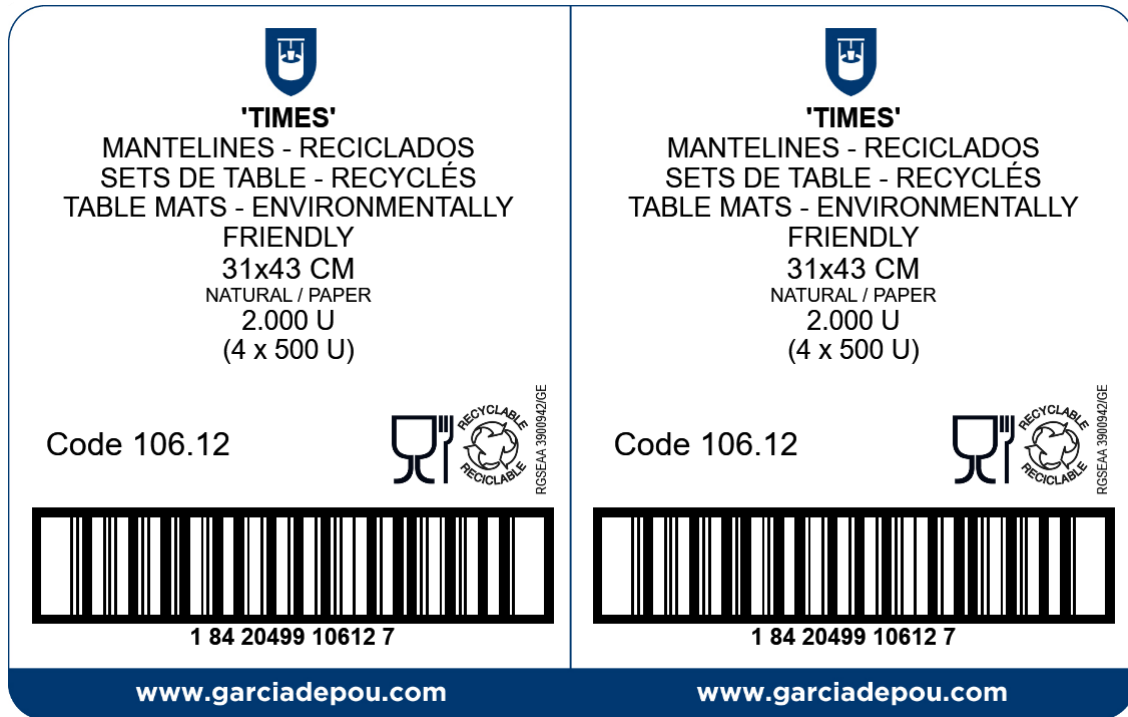 'TIMES'
MANTELINES - RECICLADOS
SETS DE TABLE - RECYCLÉS
TABLE MATS - ENVIRONMENTALLY
FRIENDLY
31x43 CM
NATURAL / PAPER
2.000 U
(4 x 500 U)
Code 106.12
RECYCLABLE
RECICLABLE
RGSEAA 3900942/GE
1 84 20499 10612 7
www.garciadepou.com
'TIMES'
MANTELINES - RECICLADOS
SETS DE TABLE - RECYCLÉS
TABLE MATS - ENVIRONMENTALLY
FRIENDLY
31x43 CM
NATURAL / PAPER
2.000 U
(4 x 500 U)
Code 106.12
RECYCLABLE
RECICLABLE
RGSEAA 3900942/GE
1 84 20499 10612 7
www.garciadepou.com